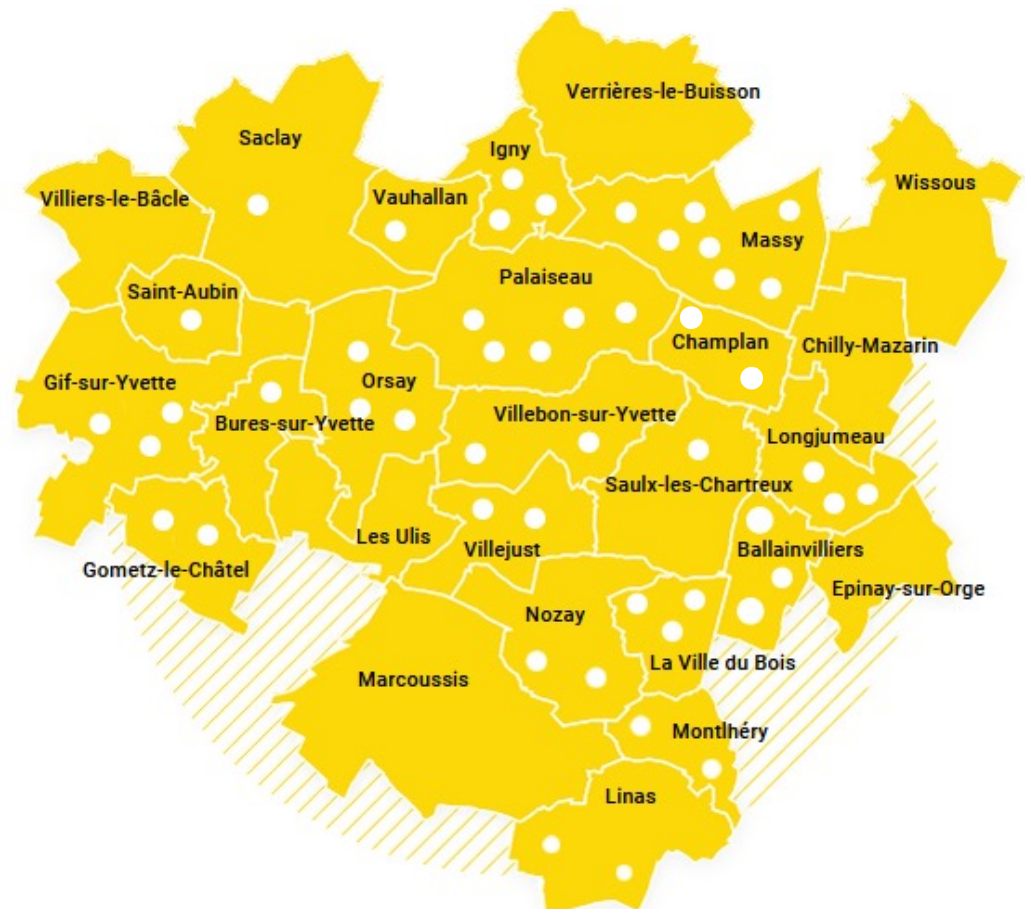 Verrières-le-Buisson
Saclay
Igny
Wissous
Villiers-le-Bâcle
Vauhallan
Massy
Palaiseau
Saint-Aubin
Champlan
Chilly-Mazarin
Gif-sur-Yvette
Orsay
Bures-sur-Yvette
Villebon-sur-Yvette
Longjumeau
Saulx-les-Chartreux
Les Ulis
Villejust
Ballainvilliers
Gometz-le-Châtel
Epinay-sur-Orge
Nozay
La Ville du Bois
Marcoussis
Montlhéry
Linas